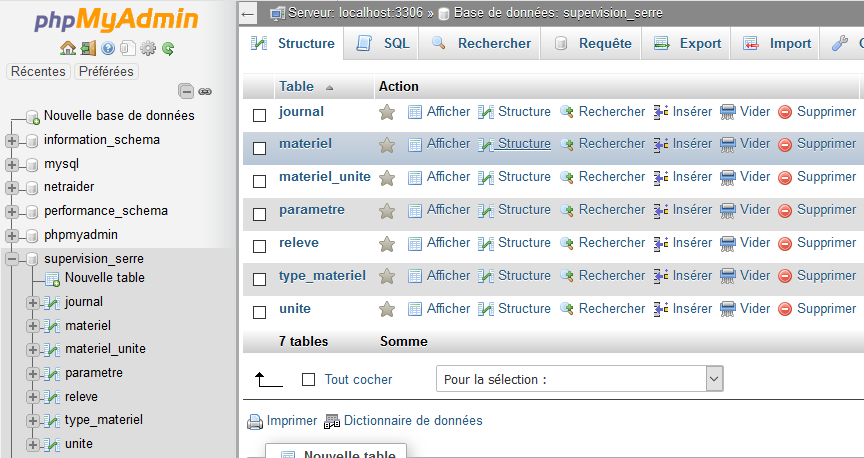 phpMyAdmin
Récentes Préférées
Nouvelle base de données
information_schema
mysql
netraider
performance_schema
phpmyadmin
supervision_serre
Nouvelle table
journal
materiel
materiel_unite
parametre
releve
type_materiel
unite
Serveur: localhost:3306 » Base de données: supervision_serre
Structure SQL Rechercher Requête Export Import
Table Action
journal Afficher Structure Rechercher Insérer Vider Supprimer
materiel Afficher Structure Rechercher Insérer Vider Supprimer
materiel_unite Afficher Structure Rechercher Insérer Vider Supprimer
parametre Afficher Structure Rechercher Insérer Vider Supprimer
releve Afficher Structure Rechercher Insérer Vider Supprimer
type_materiel Afficher Structure Rechercher Insérer Vider Supprimer
unite Afficher Structure Rechercher Insérer Vider Supprimer
7 tables Somme
Tout cocher Pour la sélection :
Imprimer Dictionnaire de données
Nouvelle table